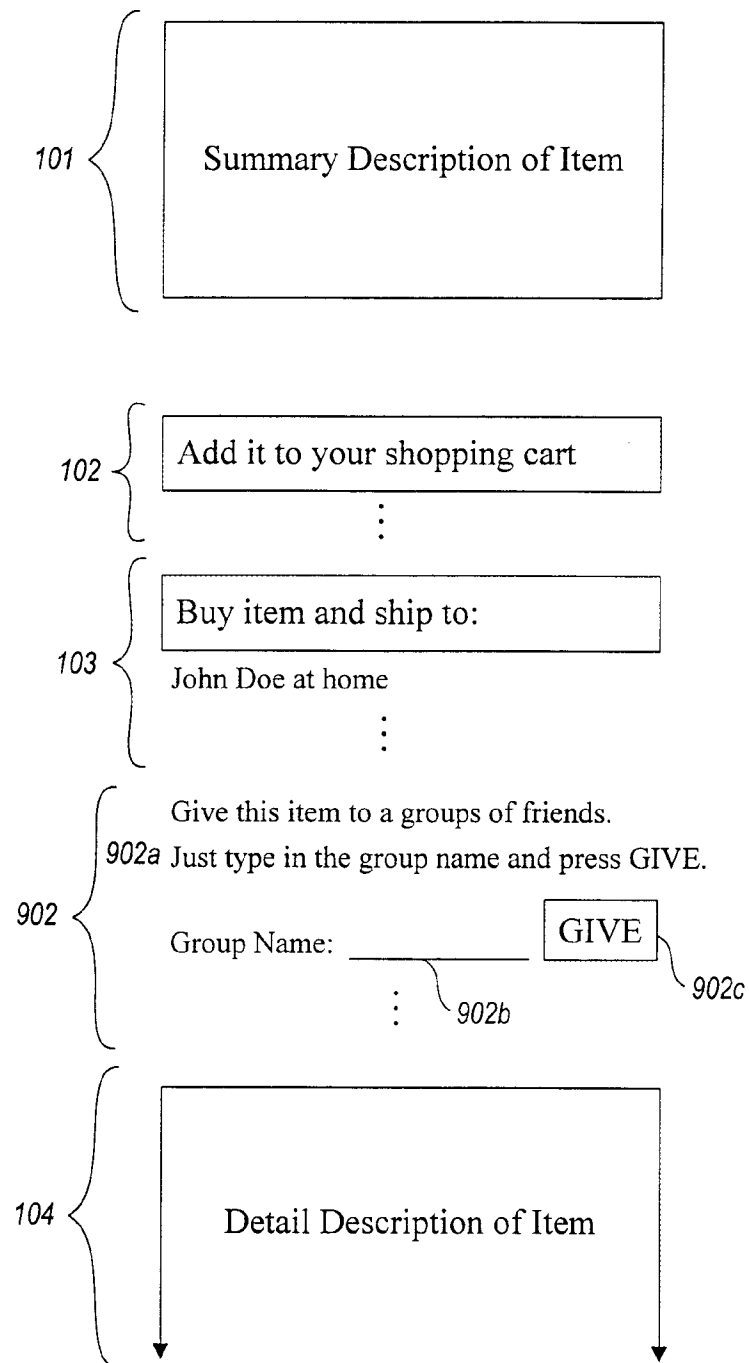 101
Summary Description of Item
102
Add it to your shopping cart
103
Buy item and ship to:
John Doe at home
902
Give this item to a groups of friends.
902a Just type in the group name and press GIVE.
Group Name: GIVE
902b
902c
104
Detail Description of Item